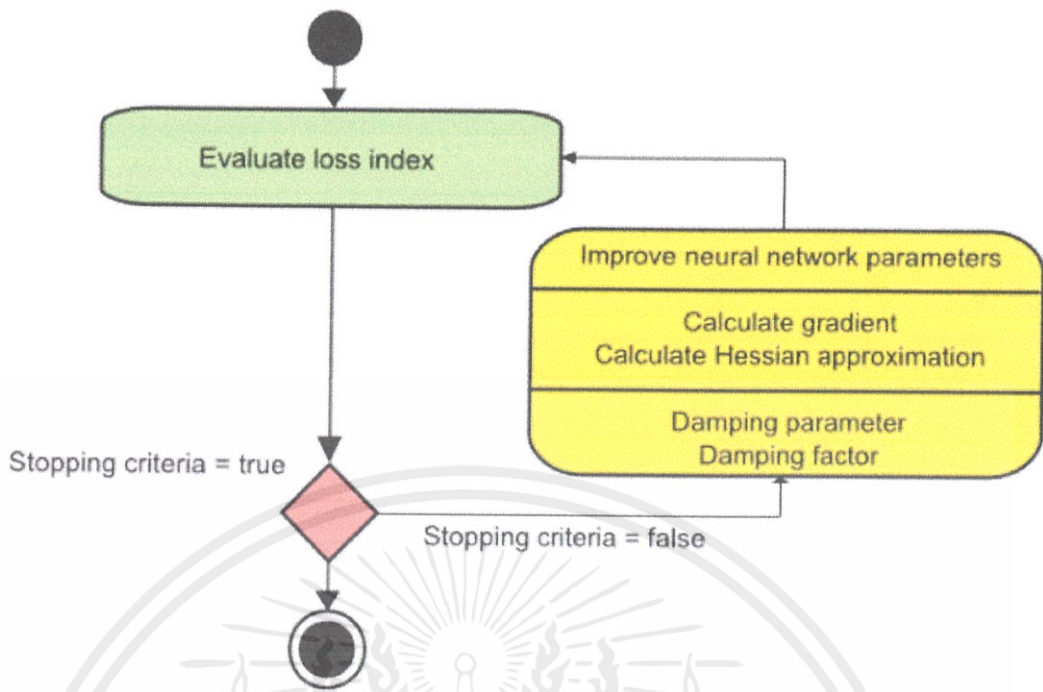 Evaluate loss index
Improve neural network parameters
Calculate gradient
Calculate Hessian approximation
Damping parameter
Damping factor
Stopping criteria = true
Stopping criteria = false